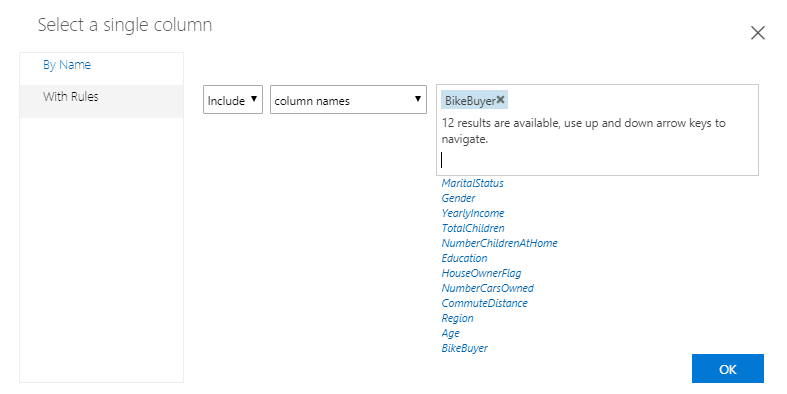 Select a single column
By Name
With Rules
Include
column names
BikeBuyer
12 results are available, use up and down arrow keys to
navigate.
MaritalStatus
Gender
YearlyIncome
TotalChildren
NumberChildrenAtHome
Education
HouseOwnerFlag
NumberCarsOwned
CommuteDistance
Region
Age
BikeBuyer
OK